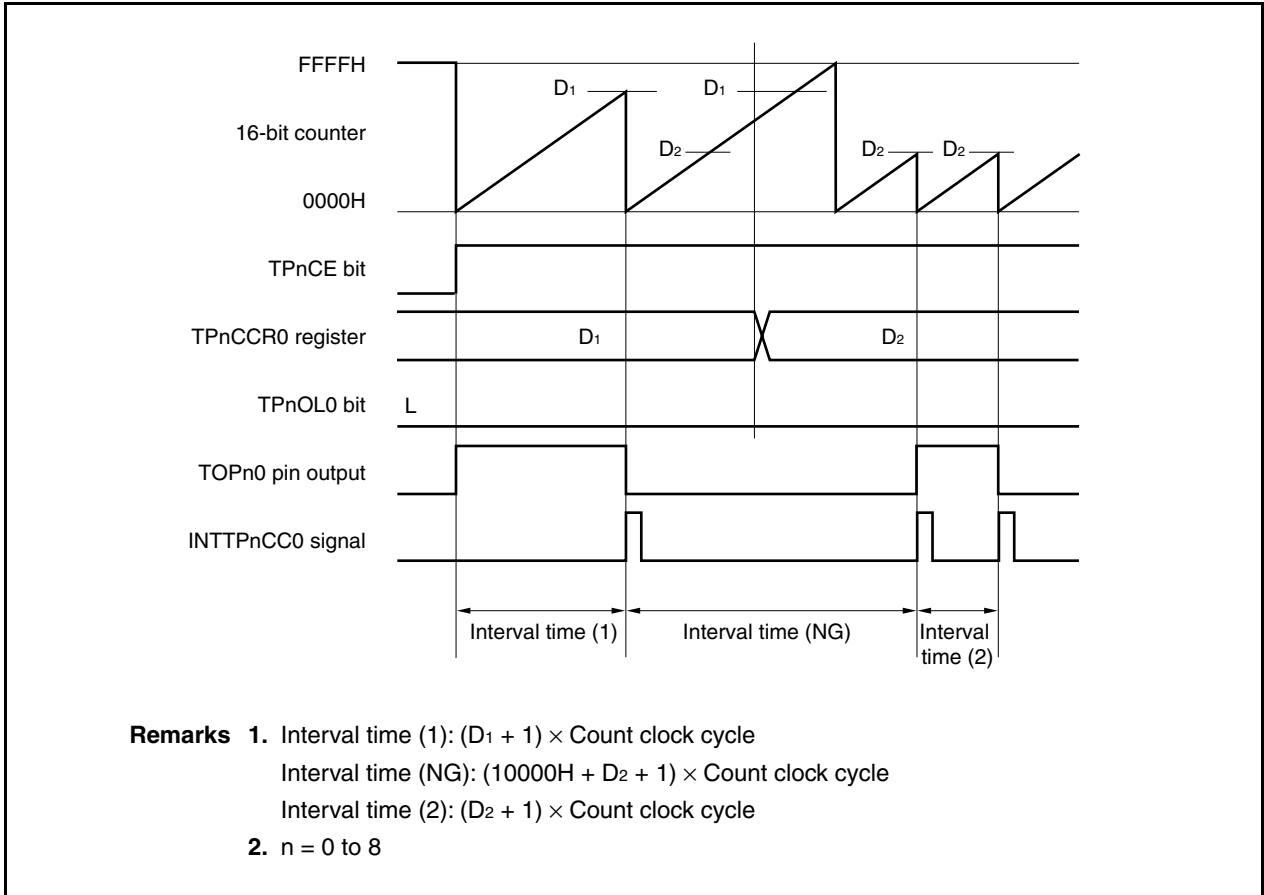 FFFFH
D1
D1
16-bit counter
D2
D2
D2
0000H
TPnCE bit
TPnCCR0 register
D1
D2
TPnOL0 bit
L
TOPn0 pin output
INTTPnCC0 signal
Interval time (1)
Interval time (NG)
Interval
time (2)
Remarks 1. Interval time (1): (D1 + 1) × Count clock cycle
Interval time (NG): (10000H + D2 + 1) × Count clock cycle
Interval time (2): (D2 + 1) × Count clock cycle
2. n = 0 to 8